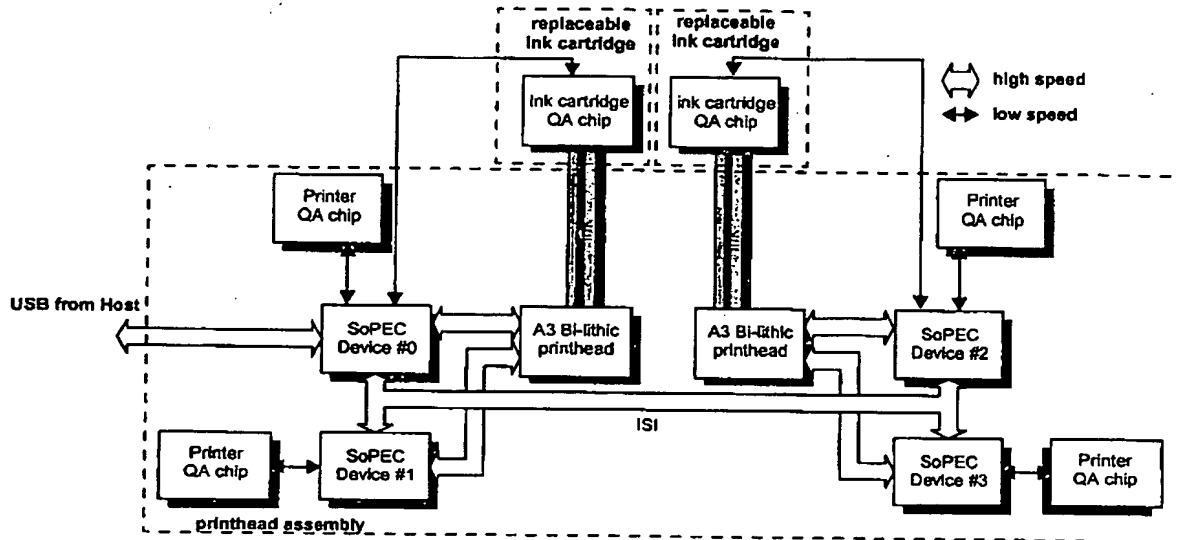 replaceable
ink cartridge
replaceable
ink cartridge
Ink cartridge
QA chip
ink cartridge
QA chip
high speed
low speed
Printer
QA chip
Printer
QA chip
USB from Host
SoPEC
Device #0
A3 Bi-lithic
printhead
A3 Bi-lithic
printhead
SoPEC
Device #2
ISI
Printer
QA chip
SoPEC
Device #1
SoPEC
Device #3
Printer
QA chip
printhead assembly